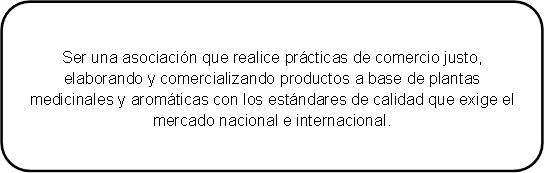 Ser una asociación que realice prácticas de comercio justo,
elaborando y comercializando productos a base de plantas
medicinales y aromáticas con los estándares de calidad que exige el
mercado nacional e internacional.